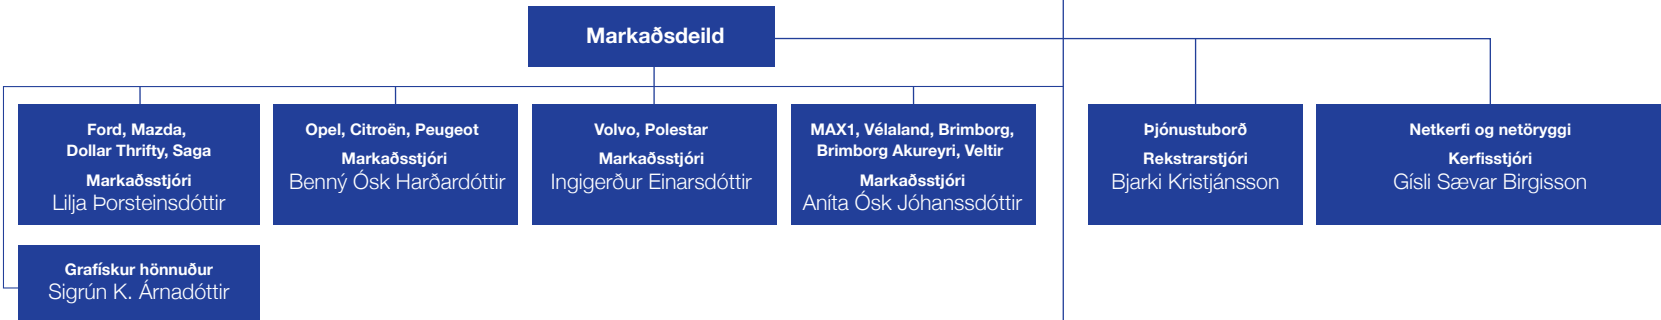 Markaðsdeild
Ford, Mazda,
Dollar Thrifty, Saga
Markaðsstjóri
Lilja Þorsteinsdóttir
Opel, Citroën, Peugeot
Markaðsstjóri
Benný Ósk Harðardóttir
Volvo, Polestar
Markaðsstjóri
Ingigerður Einarsdóttir
MAX1, Vélaland, Brimborg,
Brimborg Akureyri, Veltir
Markaðsstjóri
Aníta Ósk Jóhanssdóttir
Þjónustuborð
Rekstrarstjóri
Bjarki Kristjánsson
Netkerfi og netöryggi
Kerfisstjóri
Gísli Sævar Birgisson
Grafískur hönnuður
Sigrún K. Árnadóttir